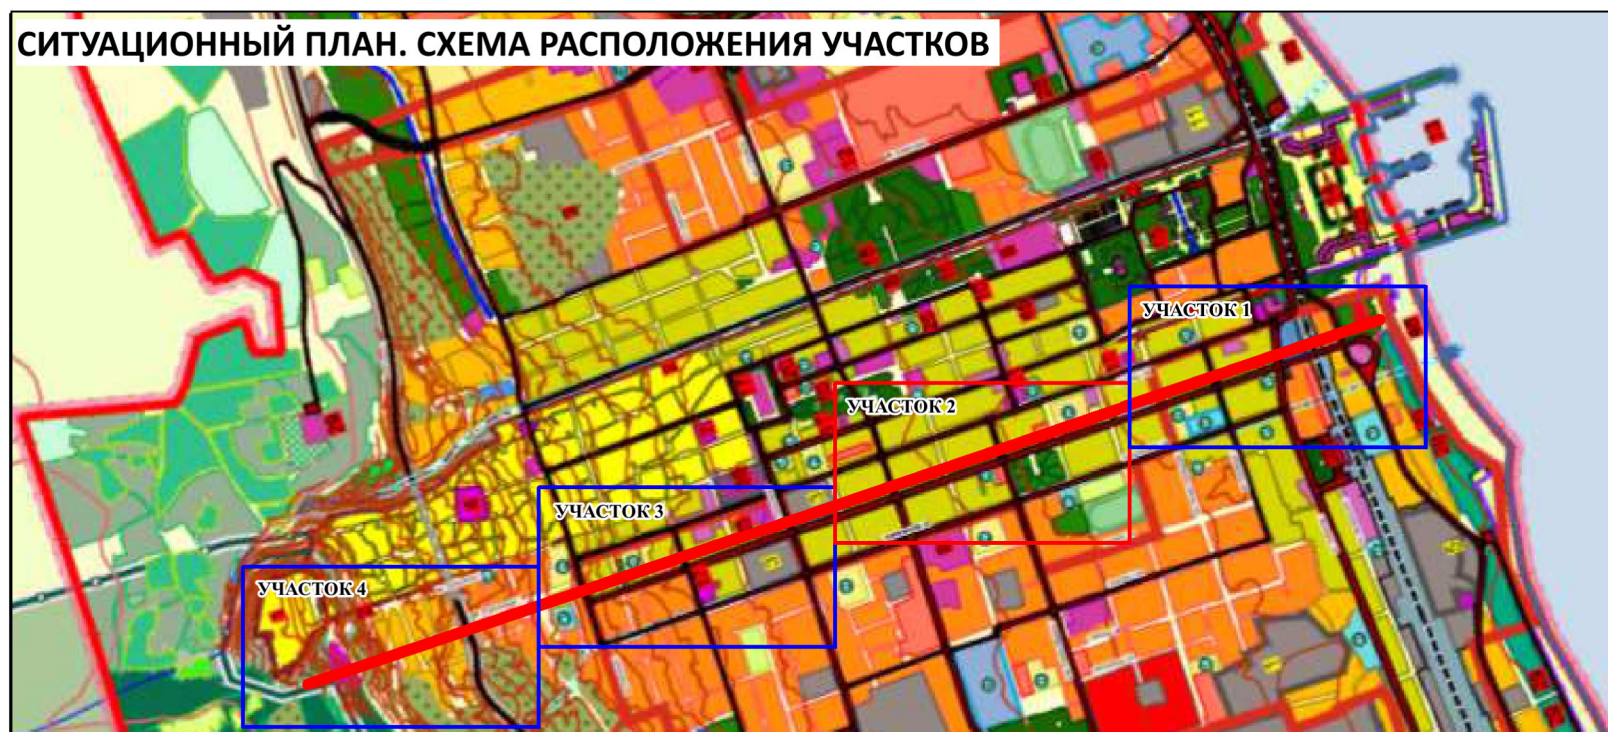 СИТУАЦИОННЫЙ ПЛАН. СХЕМА РАСПОЛОЖЕНИЯ УЧАСТКОВ
УЧАСТОК 1
УЧАСТОК 2
УЧАСТОК 3
УЧАСТОК 4